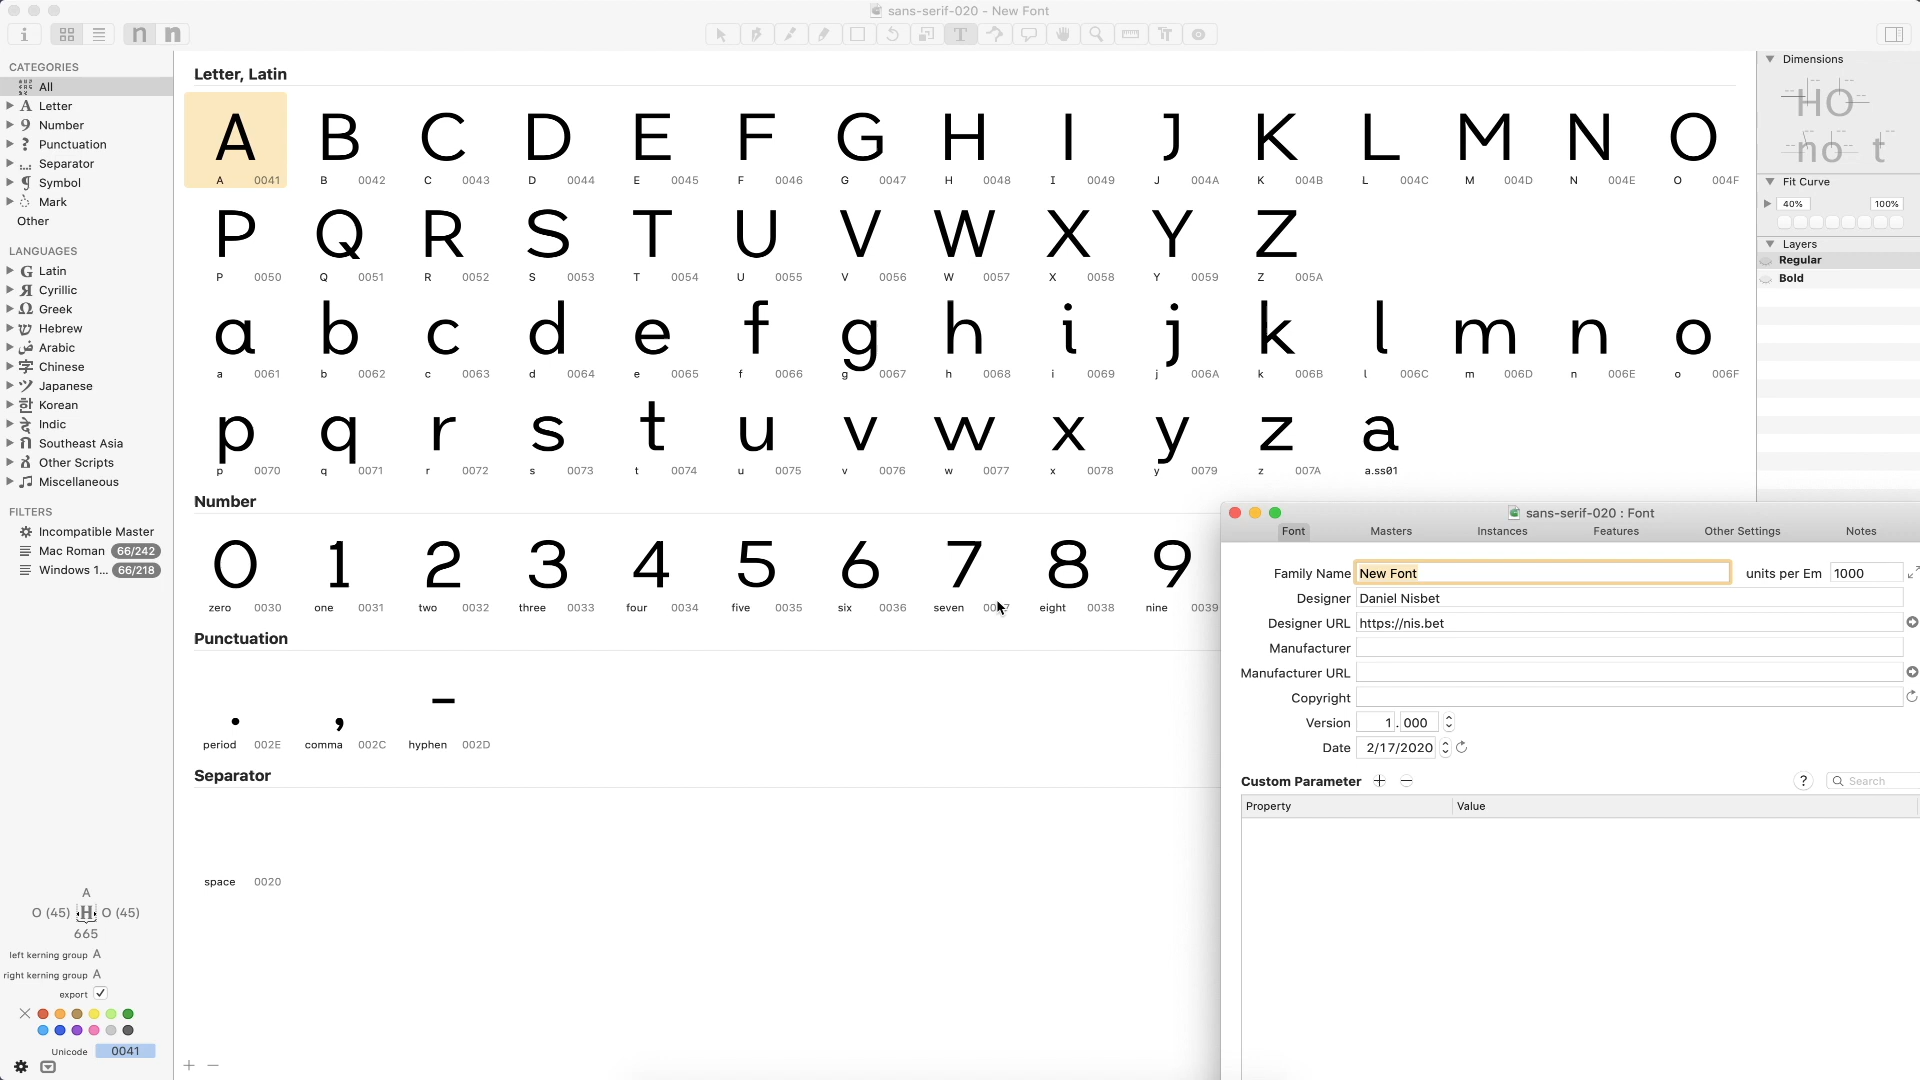 sans-serif-020 - New Font
CATEGORIES
All
Letter
Number
Punctuation
Separator
Symbol
Mark
Other
LANGUAGES
Latin
Cyrillic
Greek
Hebrew
Arabic
Chinese
Japanese
Korean
Indic
Southeast Asia
Other Scripts
Miscellaneous
FILTERS
Incompatible Master
Mac Roman 66/242
Windows 1... 66/218
A
O (45) H O (45)
665
left kerning group A
right kerning group A
export
Unicode 0041
Letter, Latin
A B C D E F G H I J K L M N O
A 0041 B 0042 C 0043 D 0044 E 0045 F 0046 G 0047 H 0048 I 0049 J 004A K 004B L 004C M 004D N 004E O 004F
P Q R S T U V W X Y Z
P 0050 Q 0051 R 0052 S 0053 T 0054 U 0055 V 0056 W 0057 X 0058 Y 0059 Z 005A
a b c d e f g h i j k l m n o
a 0061 b 0062 c 0063 d 0064 e 0065 f 0066 g 0067 h 0068 i 0069 j 006A k 006B l 006C m 006D n 006E o 006F
p q r s t u v w x y z a
p 0070 q 0071 r 0072 s 0073 t 0074 u 0075 v 0076 w 0077 x 0078 y 0079 z 007A a.ss01
Number
0 1 2 3 4 5 6 7 8 9
zero 0030 one 0031 two 0032 three 0033 four 0034 five 0035 six 0036 seven eight 0038 nine 0039
Punctuation
. , -
period 002E comma 002C hyphen 002D
Separator
space 0020
Dimensions
HO
no t
Fit Curve
40% 100%
Layers
Regular
Bold
sans-serif-020 : Font
Font Masters Instances Features Other Settings Notes
Family Name New Font units per Em 1000
Designer Daniel Nisbet
Designer URL https://nis.bet
Manufacturer
Manufacturer URL
Copyright
Version 1.000
Date 2/17/2020
Custom Parameter + − ? Search
Property Value